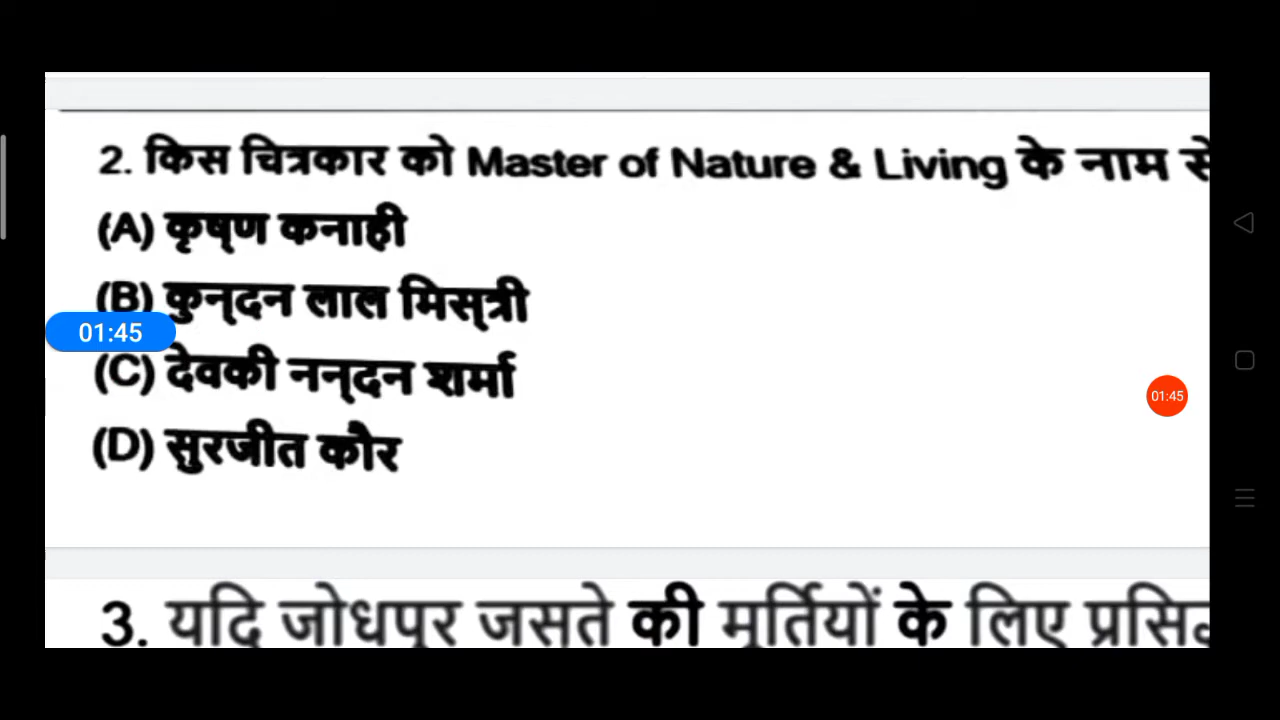 2. किस चित्रकार को Master of Nature & Living के नाम से
(A) कृष्ण कनाही
(B) कुन्दन लाल मिस्त्री
01:45
(C) देवकी नन्दन शर्मा
01:45
(D) सुरजीत कौर
3. यदि जोधपुर जसते की मूर्तियों के लिए